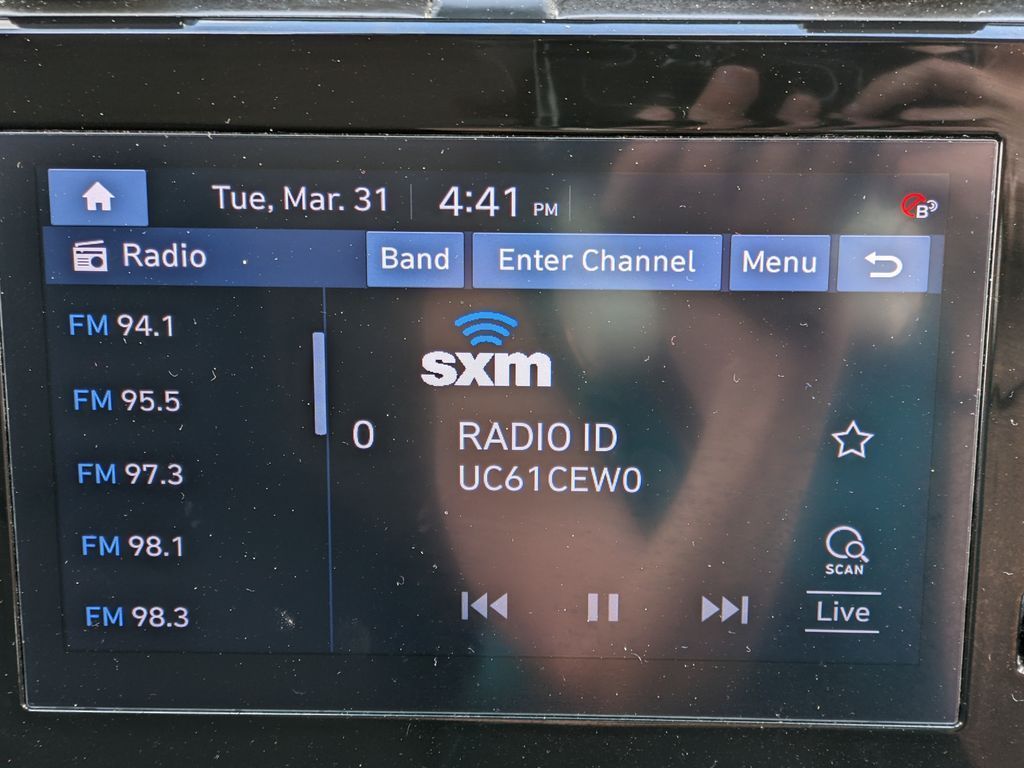 Tue, Mar. 31
4:41 PM
B
Radio
Band
Enter Channel
Menu
FM 94.1
FM 95.5
FM 97.3
FM 98.1
FM 98.3
sxm
0
RADIO ID
UC61CEW0
SCAN
Live